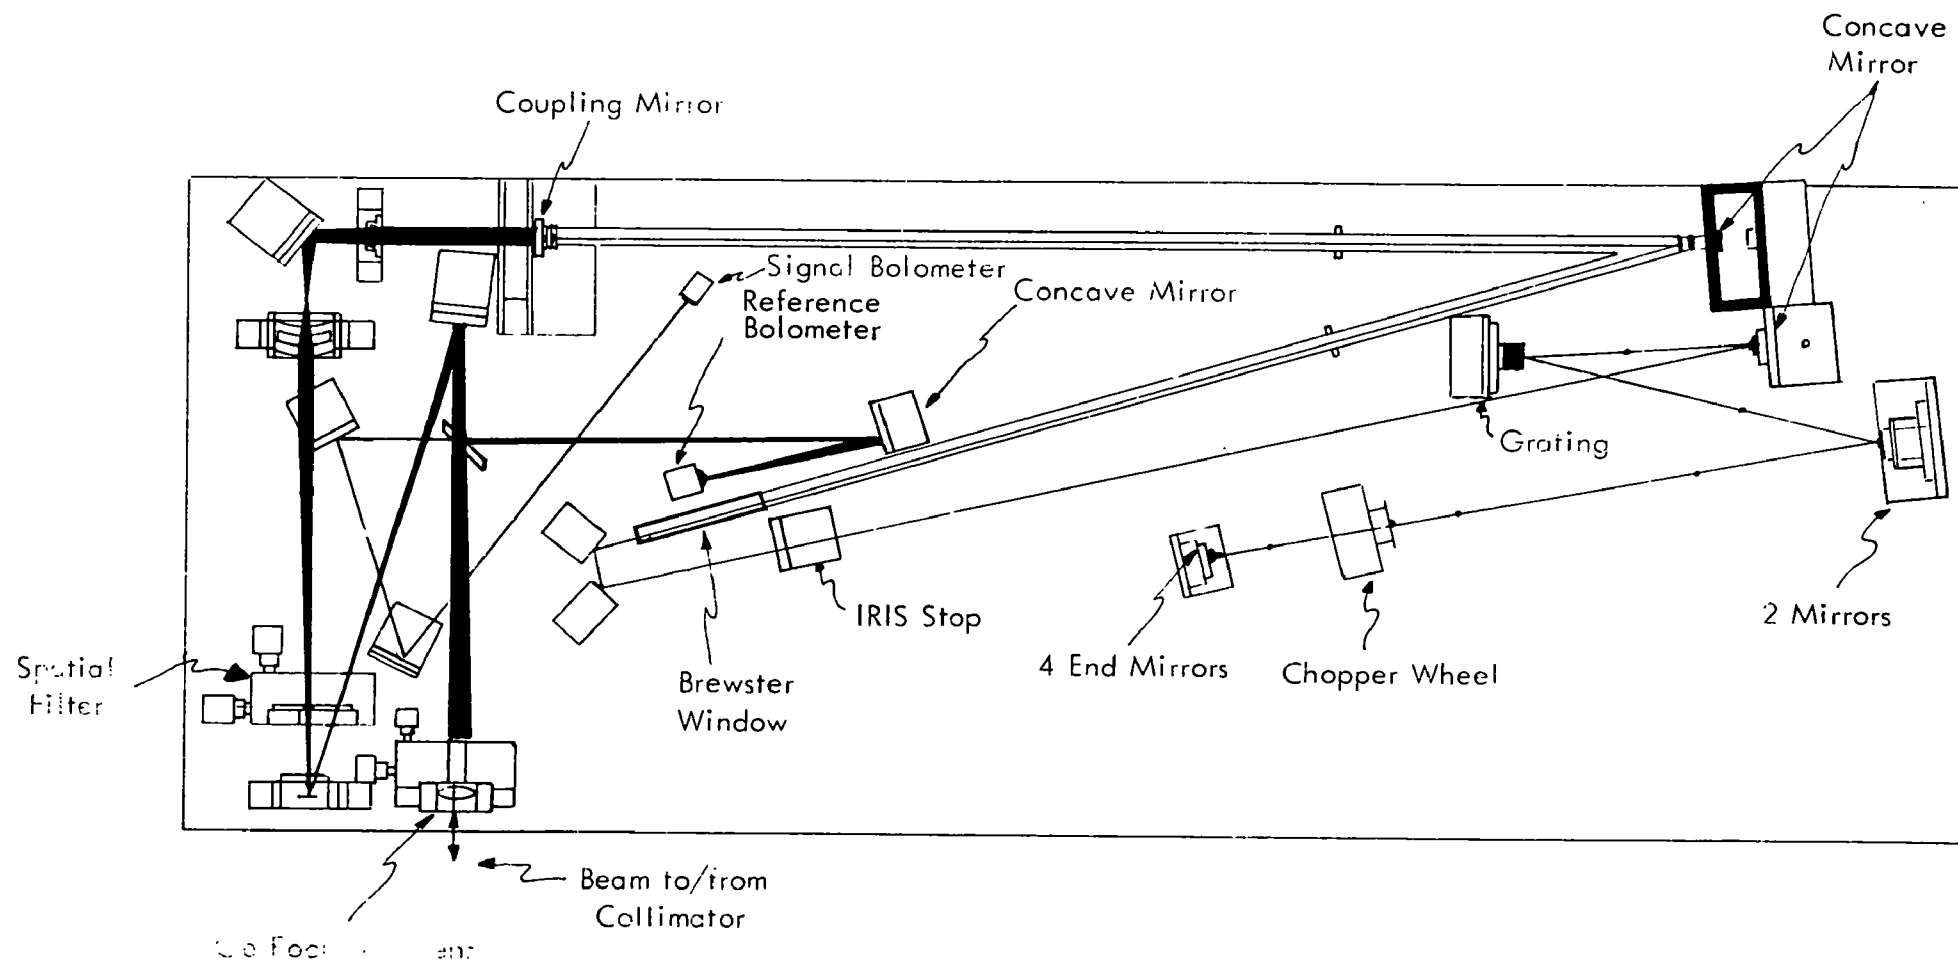 Concave
Mirror
Coupling Mirror
Signal Bolometer
Reference
Bolometer
Concave Mirror
Grating
2 Mirrors
IRIS Stop
4 End Mirrors
Chopper Wheel
Spatial
Filter
Brewster
Window
Beam to/from
Collimator